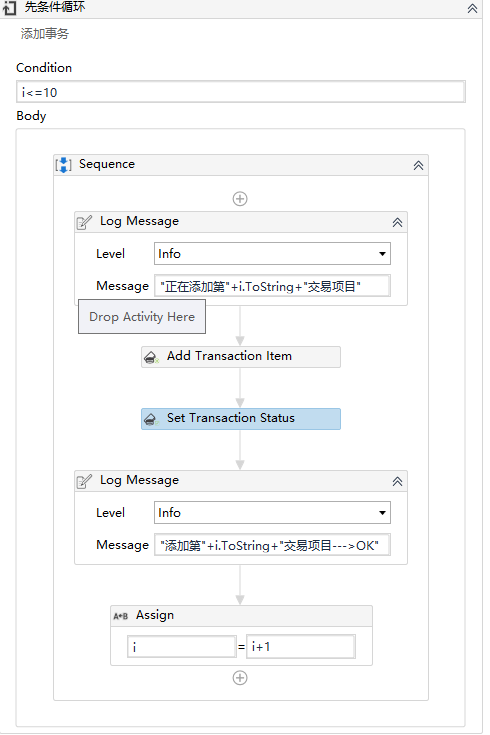 先条件循环
添加事务
Condition
i<=10
Body
Sequence
Log Message
Level Info
Message "正在添加第"+i.ToString+"交易项目"
Drop Activity Here
Add Transaction Item
Set Transaction Status
Log Message
Level Info
Message "添加第"+i.ToString+"交易项目--->OK"
A+B Assign
i = i+1